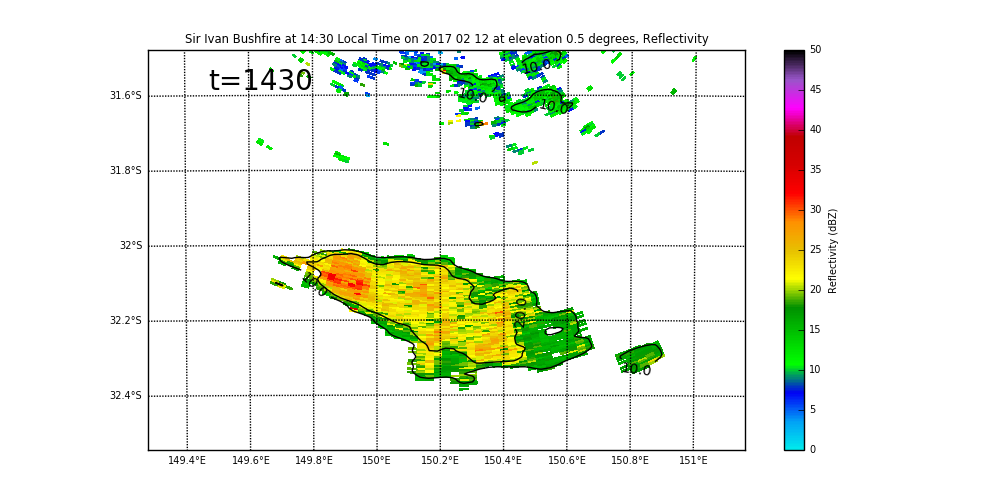 Sir Ivan Bushfire at 14:30 Local Time on 2017 02 12 at elevation 0.5 degrees, Reflectivity
t=1430
31.6°S
31.8°S
32°S
32.2°S
32.4°S
149.4°E 149.6°E 149.8°E 150°E 150.2°E 150.4°E 150.6°E 150.8°E 151°E
10.0
10.0
10.0
20.0
10.0
50
45
40
35
30
25
20
15
10
5
0
Reflectivity (dBZ)